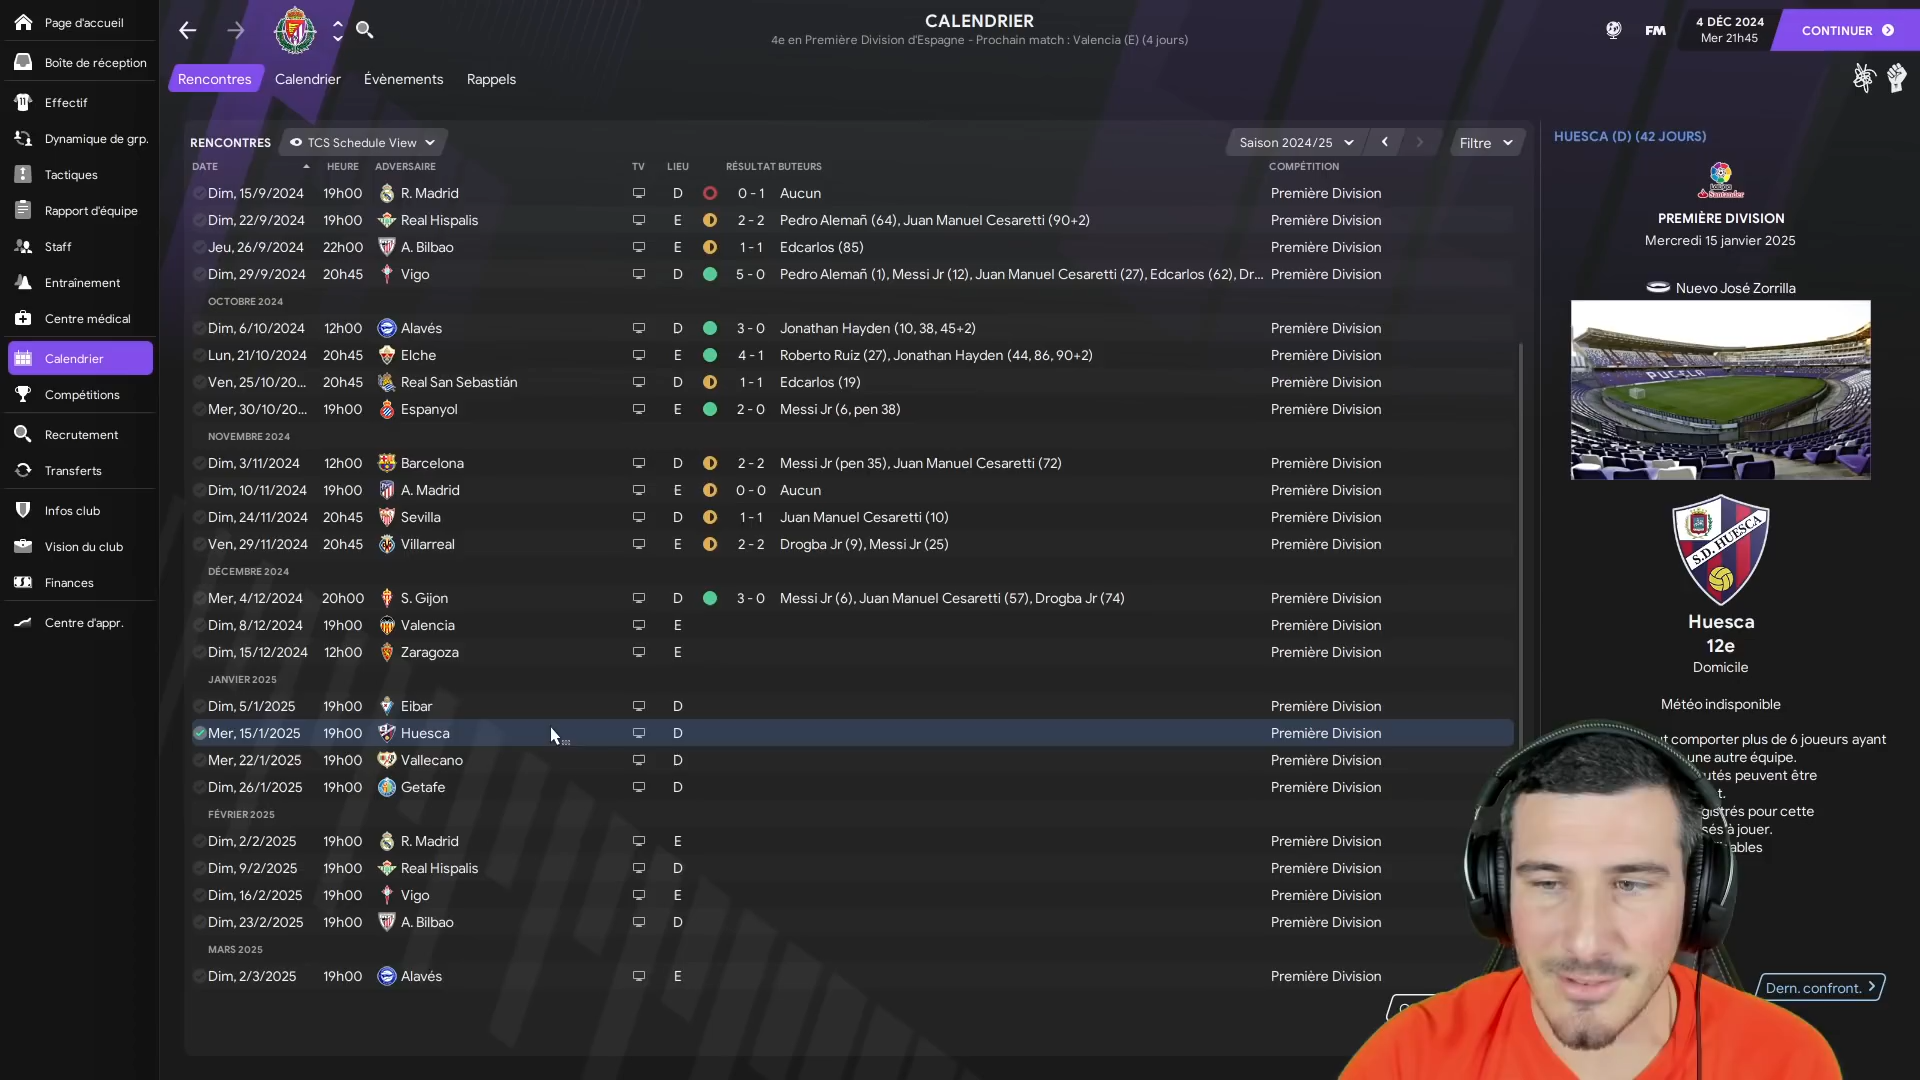 Page d'accueil
Boîte de réception
Effectif
Dynamique de grp.
Tactiques
Rapport d'équipe
Staff
Entraînement
Centre médical
Calendrier
Compétitions
Recrutement
Transferts
Infos club
Vision du club
Finances
Centre d'appr.
CALENDRIER
4e en Première Division d'Espagne - Prochain match : Valencia (E) (4 jours)
FM
4 DÉC 2024
Mer 21h45
CONTINUER
Rencontres Calendrier Évènements Rappels
RENCONTRES TCS Schedule View Saison 2024/25 Filtre
DATE HEURE ADVERSAIRE TV LIEU RÉSULTAT BUTEURS COMPÉTITION
Dim, 15/9/2024 19h00 R. Madrid D 0 - 1 Aucun Première Division
Dim, 22/9/2024 19h00 Real Hispalis E 2 - 2 Pedro Alemañ (64), Juan Manuel Cesaretti (90+2) Première Division
Jeu, 26/9/2024 22h00 A. Bilbao E 1 - 1 Edcarlos (85) Première Division
Dim, 29/9/2024 20h45 Vigo D 5 - 0 Pedro Alemañ (1), Messi Jr (12), Juan Manuel Cesaretti (27), Edcarlos (62), Dr... Première Division
OCTOBRE 2024
Dim, 6/10/2024 12h00 Alavés D 3 - 0 Jonathan Hayden (10, 38, 45+2) Première Division
Lun, 21/10/2024 20h45 Elche E 4 - 1 Roberto Ruiz (27), Jonathan Hayden (44, 86, 90+2) Première Division
Ven, 25/10/20... 20h45 Real San Sebastián D 1 - 1 Edcarlos (19) Première Division
Mer, 30/10/20... 19h00 Espanyol E 2 - 0 Messi Jr (6, pen 38) Première Division
NOVEMBRE 2024
Dim, 3/11/2024 12h00 Barcelona D 2 - 2 Messi Jr (pen 35), Juan Manuel Cesaretti (72) Première Division
Dim, 10/11/2024 19h00 A. Madrid E 0 - 0 Aucun Première Division
Dim, 24/11/2024 20h45 Sevilla D 1 - 1 Juan Manuel Cesaretti (10) Première Division
Ven, 29/11/2024 20h45 Villarreal E 2 - 2 Drogba Jr (9), Messi Jr (25) Première Division
DÉCEMBRE 2024
Mer, 4/12/2024 20h00 S. Gijon D 3 - 0 Messi Jr (6), Juan Manuel Cesaretti (57), Drogba Jr (74) Première Division
Dim, 8/12/2024 19h00 Valencia E Première Division
Dim, 15/12/2024 12h00 Zaragoza E Première Division
JANVIER 2025
Dim, 5/1/2025 19h00 Eibar D Première Division
Mer, 15/1/2025 19h00 Huesca D Première Division
Mer, 22/1/2025 19h00 Vallecano D Première Division
Dim, 26/1/2025 19h00 Getafe D Première Division
FÉVRIER 2025
Dim, 2/2/2025 19h00 R. Madrid E Première Division
Dim, 9/2/2025 19h00 Real Hispalis D Première Division
Dim, 16/2/2025 19h00 Vigo E Première Division
Dim, 23/2/2025 19h00 A. Bilbao D Première Division
MARS 2025
Dim, 2/3/2025 19h00 Alavés E Première Division
HUESCA (D) (42 JOURS)
LaLiga
Santander
PREMIÈRE DIVISION
Mercredi 15 janvier 2025
Nuevo José Zorrilla
PUCELA
S.D. HUESCA
Huesca
12e
Domicile
Météo indisponible
comporter plus de 6 joueurs ayant
une autre équipe.
peuvent être
pour cette
à jouer.
Dern. confront.